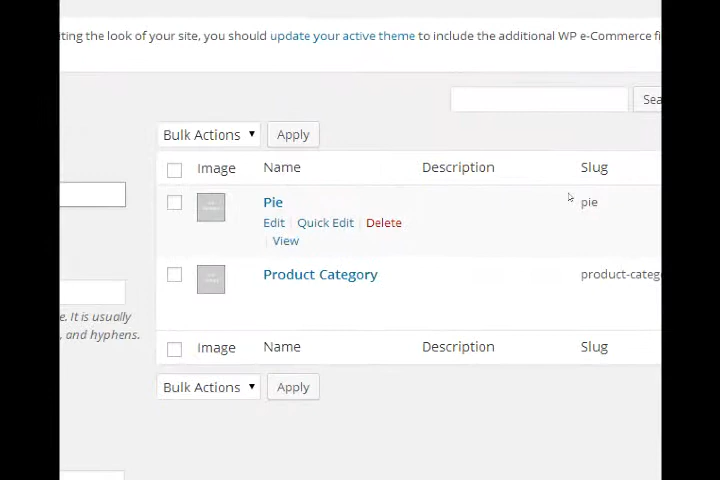 iting the look of your site, you should update your active theme to include the additional WP e-Commerce fi
Sea
Bulk Actions Apply
Image Name Description Slug
Pie pie
Edit | Quick Edit | Delete
| View
Product Category product-catego
e. It is usually
, and hyphens.
Image Name Description Slug
Bulk Actions Apply